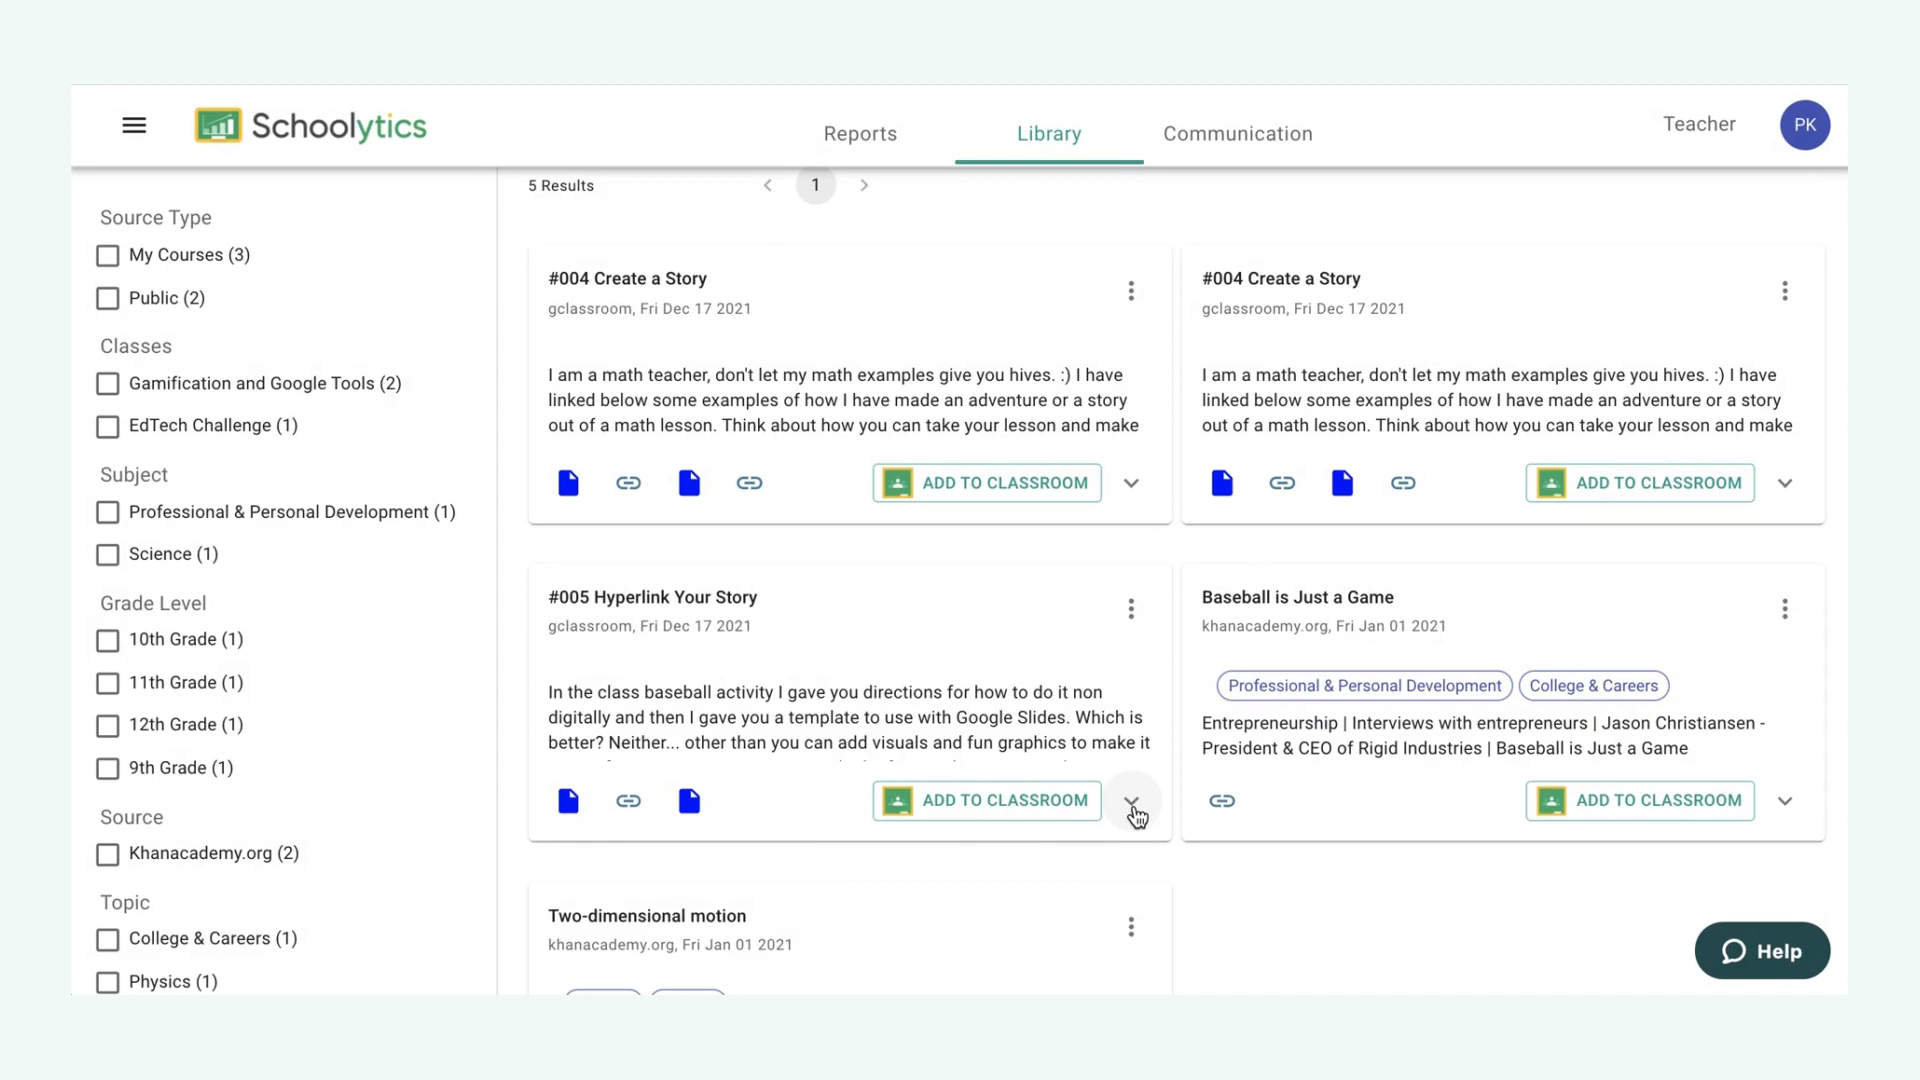 Schoolytics
Reports
Library
Communication
Teacher
PK
5 Results
1
Source Type
My Courses (3)
Public (2)
Classes
Gamification and Google Tools (2)
EdTech Challenge (1)
Subject
Professional & Personal Development (1)
Science (1)
Grade Level
10th Grade (1)
11th Grade (1)
12th Grade (1)
9th Grade (1)
Source
Khanacademy.org (2)
Topic
College & Careers (1)
Physics (1)
#004 Create a Story
gclassroom, Fri Dec 17 2021
I am a math teacher, don't let my math examples give you hives. :) I have
linked below some examples of how I have made an adventure or a story
out of a math lesson. Think about how you can take your lesson and make
ADD TO CLASSROOM
#004 Create a Story
gclassroom, Fri Dec 17 2021
I am a math teacher, don't let my math examples give you hives. :) I have
linked below some examples of how I have made an adventure or a story
out of a math lesson. Think about how you can take your lesson and make
ADD TO CLASSROOM
#005 Hyperlink Your Story
gclassroom, Fri Dec 17 2021
In the class baseball activity I gave you directions for how to do it non
digitally and then I gave you a template to use with Google Slides. Which is
better? Neither... other than you can add visuals and fun graphics to make it
ADD TO CLASSROOM
Baseball is Just a Game
khanacademy.org, Fri Jan 01 2021
Professional & Personal Development
College & Careers
Entrepreneurship | Interviews with entrepreneurs | Jason Christiansen -
President & CEO of Rigid Industries | Baseball is Just a Game
ADD TO CLASSROOM
Two-dimensional motion
khanacademy.org, Fri Jan 01 2021
Help